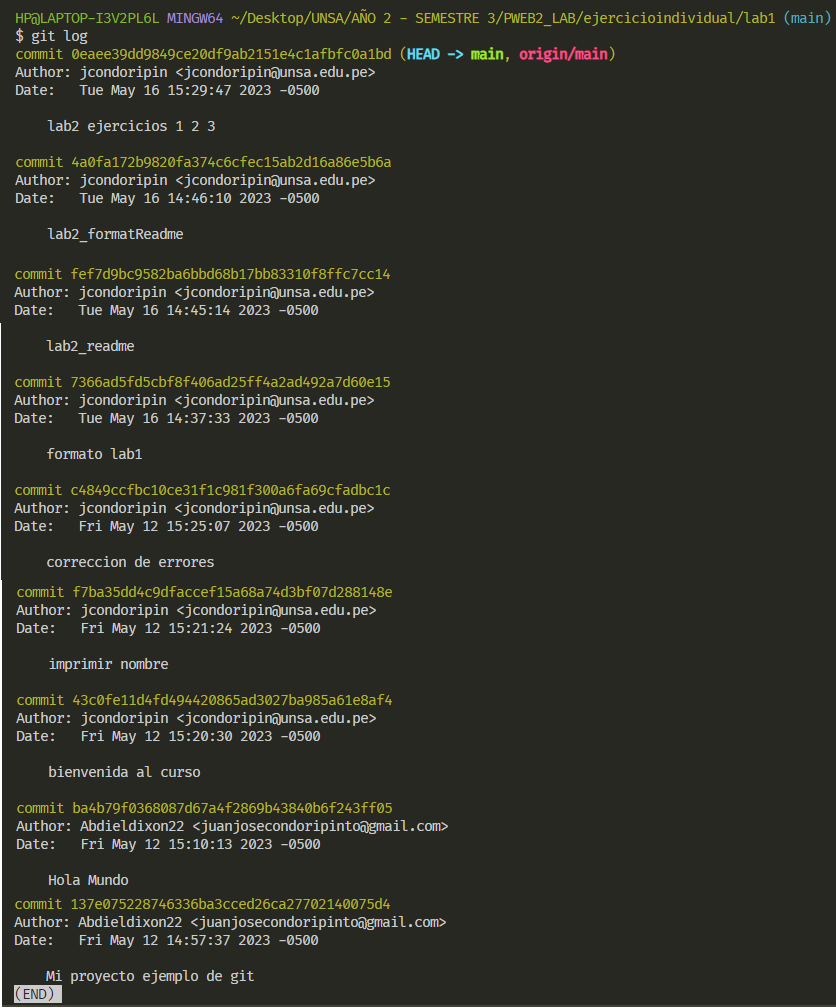 HP@LAPTOP-I3V2PL6L MINGW64 ~/Desktop/UNSA/AÑO 2 - SEMESTRE 3/PWEB2_LAB/ejercicioindividual/lab1 (main)
$ git log
commit 0eaee39dd9849ce20df9ab2151e4c1afbfc0a1bd (HEAD -> main, origin/main)
Author: jcondoripin <jcondoripin@unsa.edu.pe>
Date:   Tue May 16 15:29:47 2023 -0500

    lab2 ejercicios 1 2 3

commit 4a0fa172b9820fa374c6cfec15ab2d16a86e5b6a
Author: jcondoripin <jcondoripin@unsa.edu.pe>
Date:   Tue May 16 14:46:10 2023 -0500

    lab2_formatReadme

commit fef7d9bc9582ba6bbd68b17bb83310f8ffc7cc14
Author: jcondoripin <jcondoripin@unsa.edu.pe>
Date:   Tue May 16 14:45:14 2023 -0500

    lab2_readme

commit 7366ad5fd5cbf8f406ad25ff4a2ad492a7d60e15
Author: jcondoripin <jcondoripin@unsa.edu.pe>
Date:   Tue May 16 14:37:33 2023 -0500

    formato lab1

commit c4849ccfbc10ce31f1c981f300a6fa69cfadbc1c
Author: jcondoripin <jcondoripin@unsa.edu.pe>
Date:   Fri May 12 15:25:07 2023 -0500

    correccion de errores

commit f7ba35dd4c9dfaccef15a68a74d3bf07d288148e
Author: jcondoripin <jcondoripin@unsa.edu.pe>
Date:   Fri May 12 15:21:24 2023 -0500

    imprimir nombre

commit 43c0fe11d4fd494420865ad3027ba985a61e8af4
Author: jcondoripin <jcondoripin@unsa.edu.pe>
Date:   Fri May 12 15:20:30 2023 -0500

    bienvenida al curso

commit ba4b79f0368087d67a4f2869b43840b6f243ff05
Author: Abdieldixon22 <juanjosecondoripinto@gmail.com>
Date:   Fri May 12 15:10:13 2023 -0500

    Hola Mundo

commit 137e075228746336ba3cced26ca27702140075d4
Author: Abdieldixon22 <juanjosecondoripinto@gmail.com>
Date:   Fri May 12 14:57:37 2023 -0500

    Mi proyecto ejemplo de git
(END)